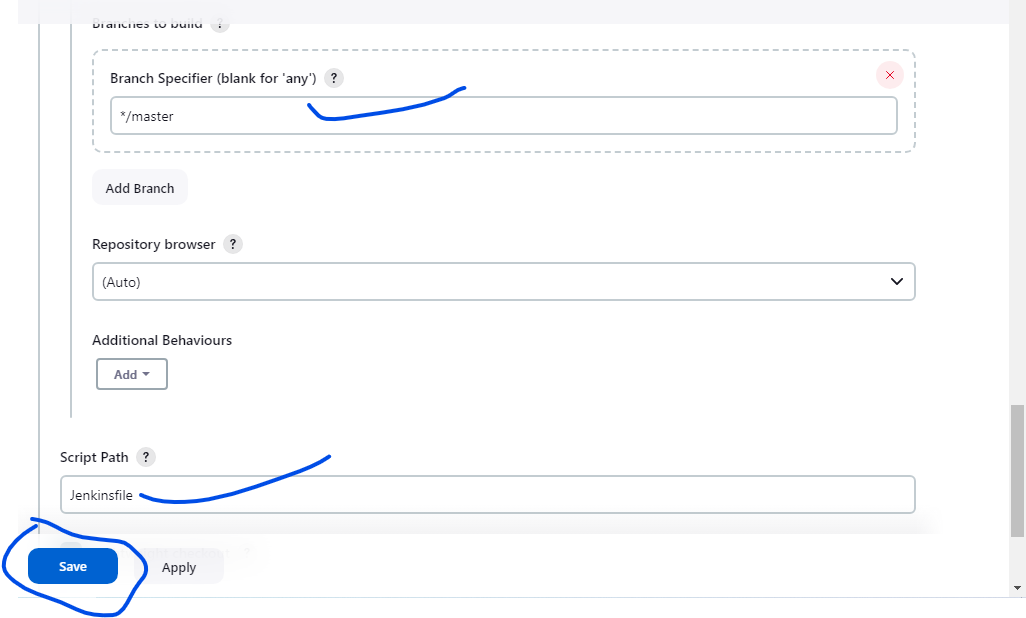 Branches to build ?
Branch Specifier (blank for 'any') ?
*/master
Add Branch
Repository browser ?
(Auto)
Additional Behaviours
Add
Script Path ?
Jenkinsfile
Save
Apply